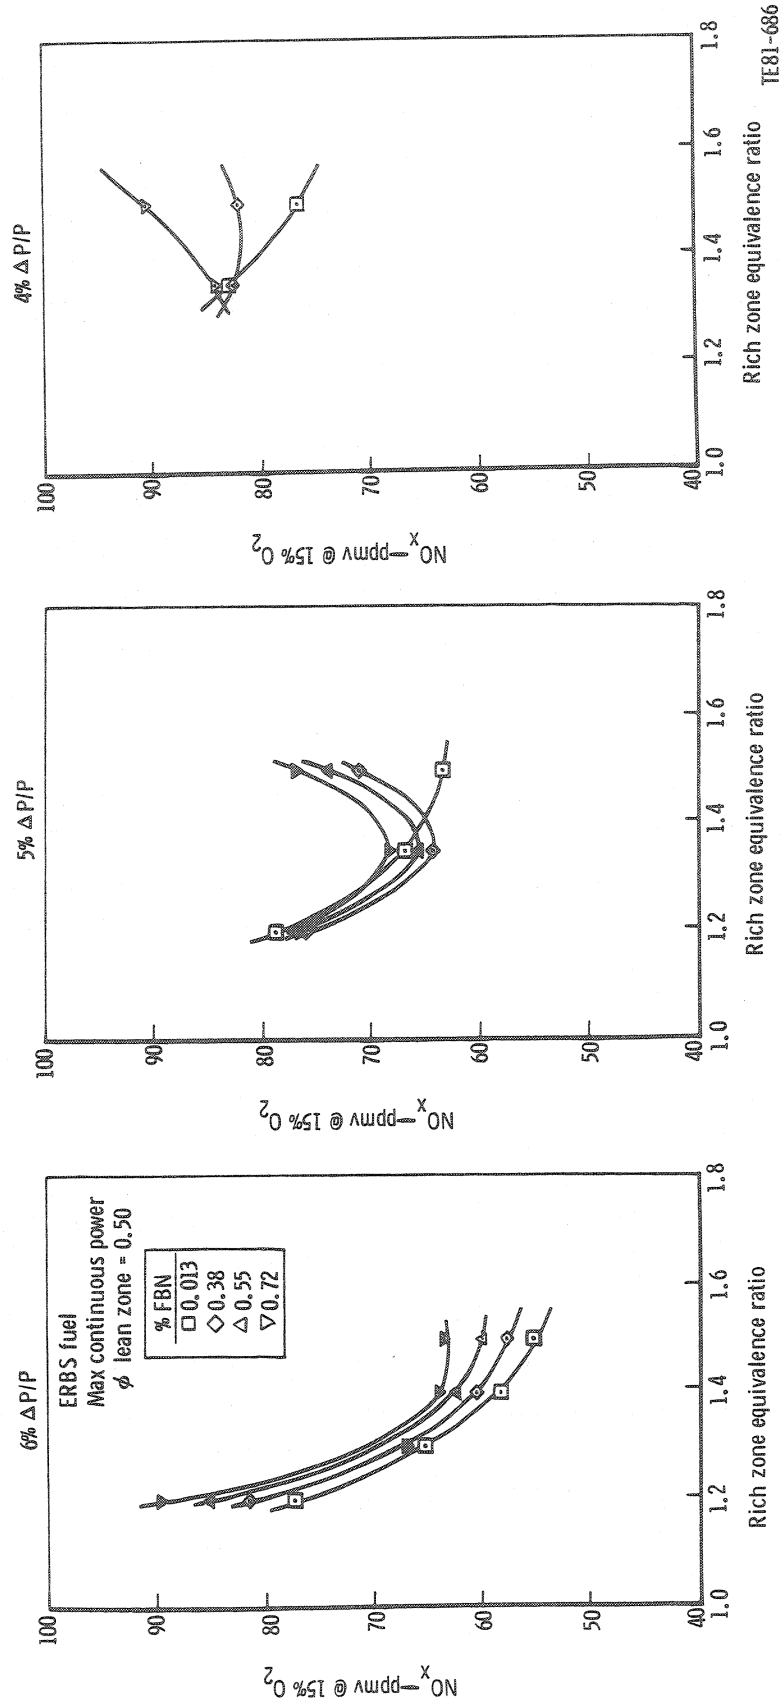 6% Δ P/P
ERBS fuel
Max continuous power
ϕ lean zone = 0.50
% FBN
□ 0.013
◇ 0.38
△ 0.55
▽ 0.72
NOx—ppmv @ 15% O2
100
90
80
70
60
50
40
1.0
1.2
1.4
1.6
1.8
Rich zone equivalence ratio
5% Δ P/P
NOx—ppmv @ 15% O2
100
90
80
70
60
50
40
1.0
1.2
1.4
1.6
1.8
Rich zone equivalence ratio
4% Δ P/P
NOx—ppmv @ 15% O2
100
90
80
70
60
50
40
1.0
1.2
1.4
1.6
1.8
Rich zone equivalence ratio
TE81-686